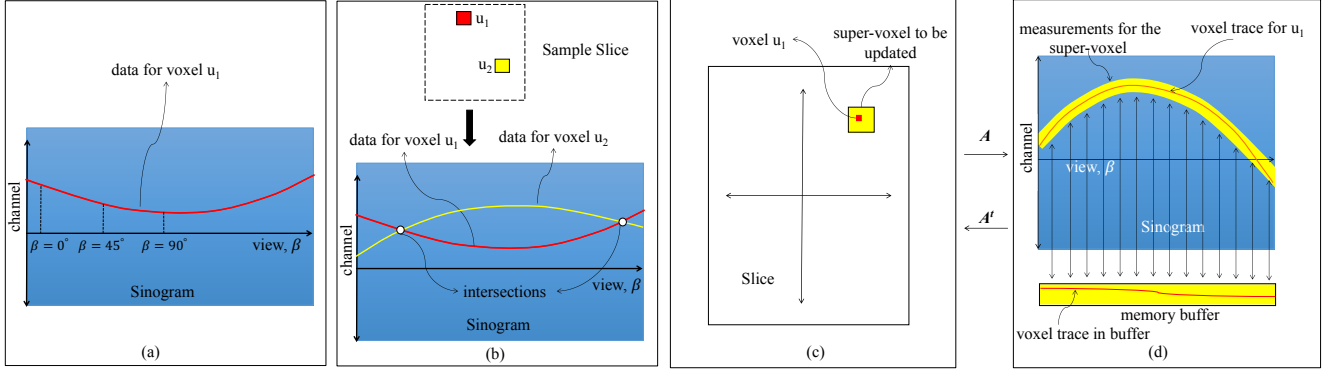 data for voxel u₁
channel
β = 0°
β = 45°
β = 90°
view, β
Sinogram
(a)
u₁
u₂
Sample Slice
data for voxel u₁
data for voxel u₂
channel
view, β
intersections
Sinogram
(b)
voxel u₁
super-voxel to be
updated
Slice
(c)
A
Aᵗ
measurements for the
super-voxel
voxel trace for u₁
channel
view, β
Sinogram
memory buffer
voxel trace in buffer
(d)